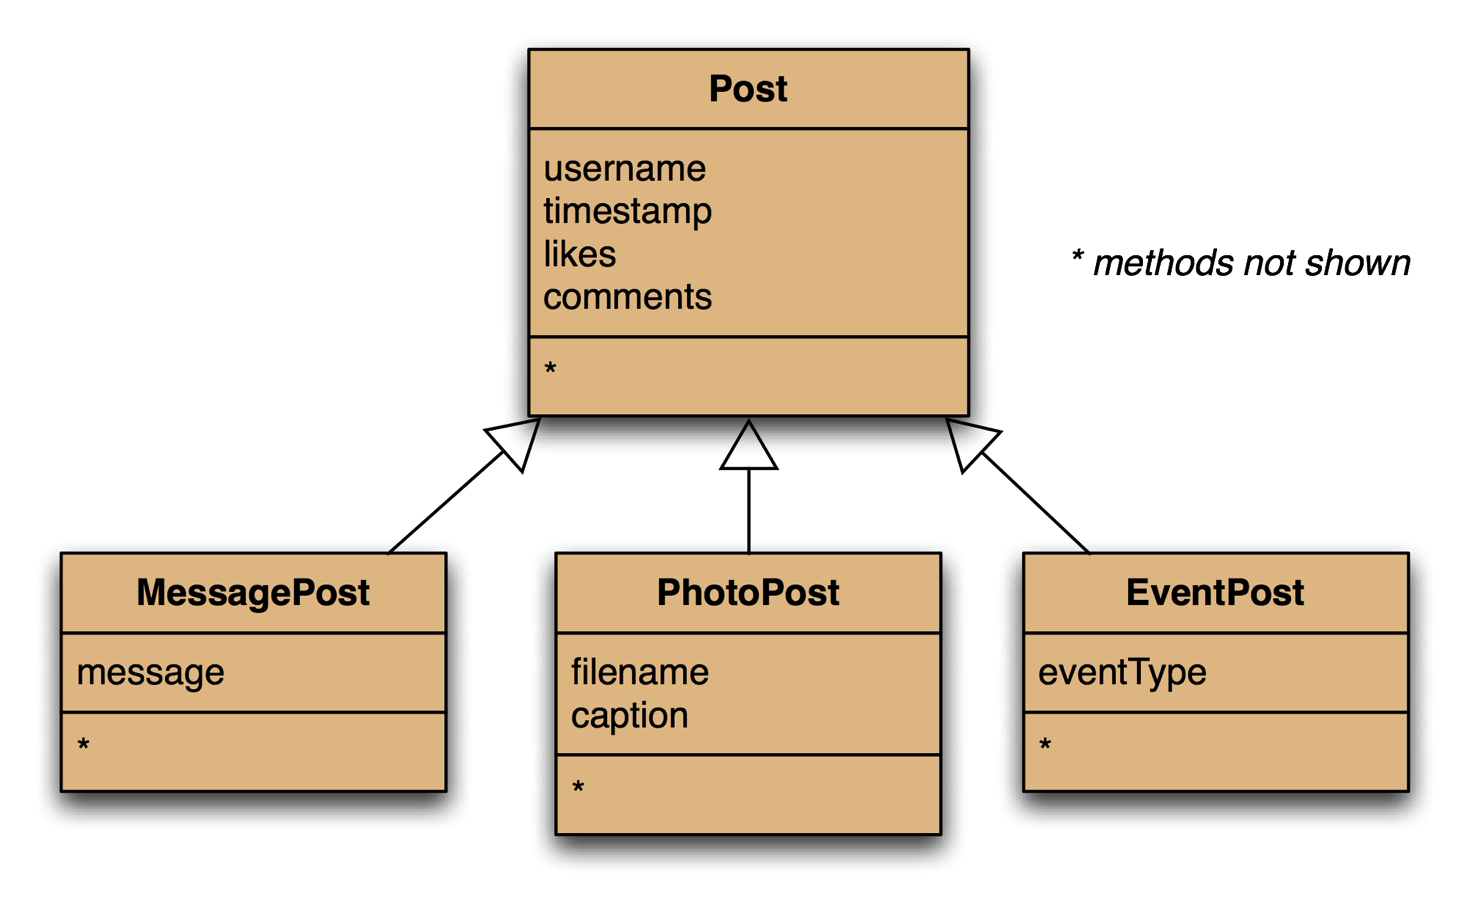 Post
username
timestamp
likes
comments
*
* methods not shown
MessagePost
message
*
PhotoPost
filename
caption
*
EventPost
eventType
*